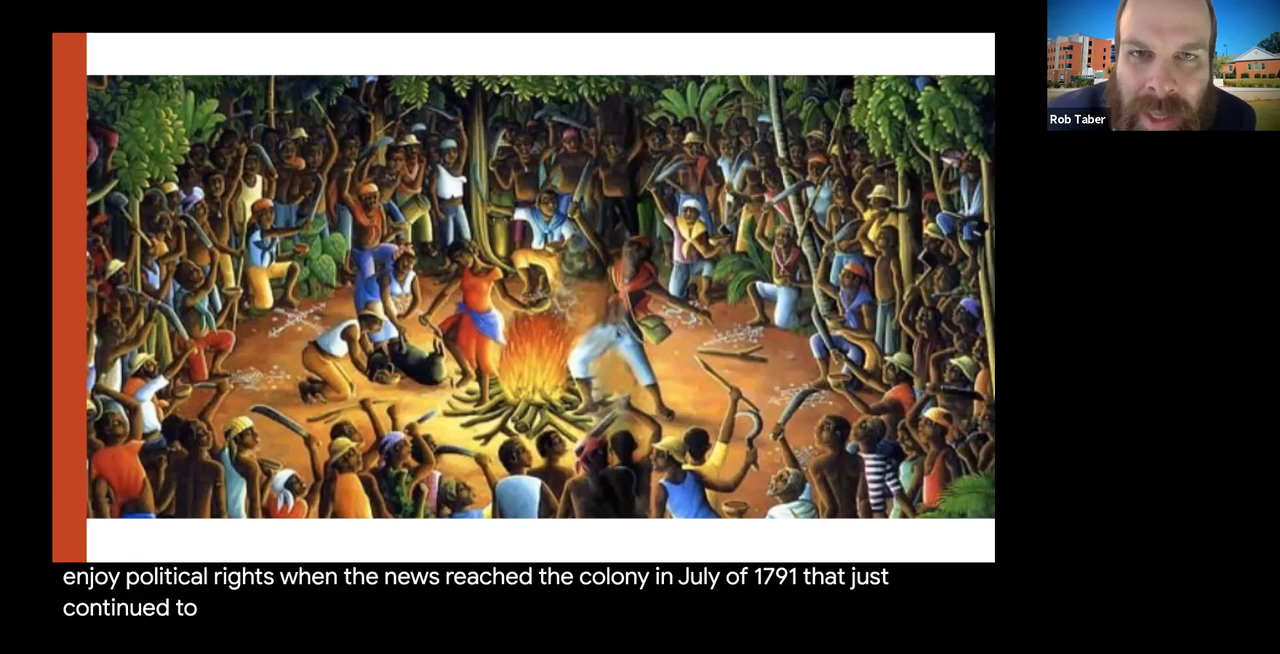 Rob Taber
enjoy political rights when the news reached the colony in July of 1791 that just
continued to